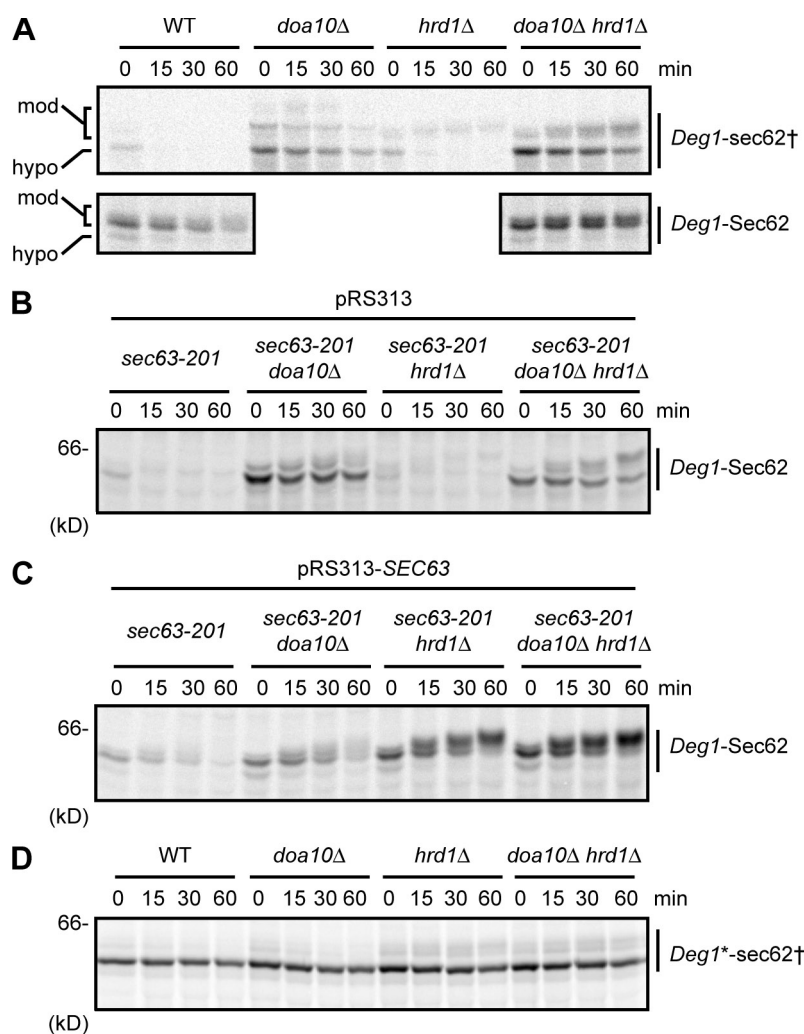 A
WT doa10Δ hrd1Δ doa10Δ hrd1Δ
0 15 30 60 0 15 30 60 0 15 30 60 0 15 30 60 min
mod
hypo
Deg1-sec62†
mod
hypo
Deg1-Sec62
B
pRS313
sec63-201 sec63-201 doa10Δ sec63-201 hrd1Δ sec63-201 doa10Δ hrd1Δ
0 15 30 60 0 15 30 60 0 15 30 60 0 15 30 60 min
66-
Deg1-Sec62
(kD)
C
pRS313-SEC63
sec63-201 sec63-201 doa10Δ sec63-201 hrd1Δ sec63-201 doa10Δ hrd1Δ
0 15 30 60 0 15 30 60 0 15 30 60 0 15 30 60 min
66-
Deg1-Sec62
(kD)
D
WT doa10Δ hrd1Δ doa10Δ hrd1Δ
0 15 30 60 0 15 30 60 0 15 30 60 0 15 30 60 min
66-
Deg1*-sec62†
(kD)